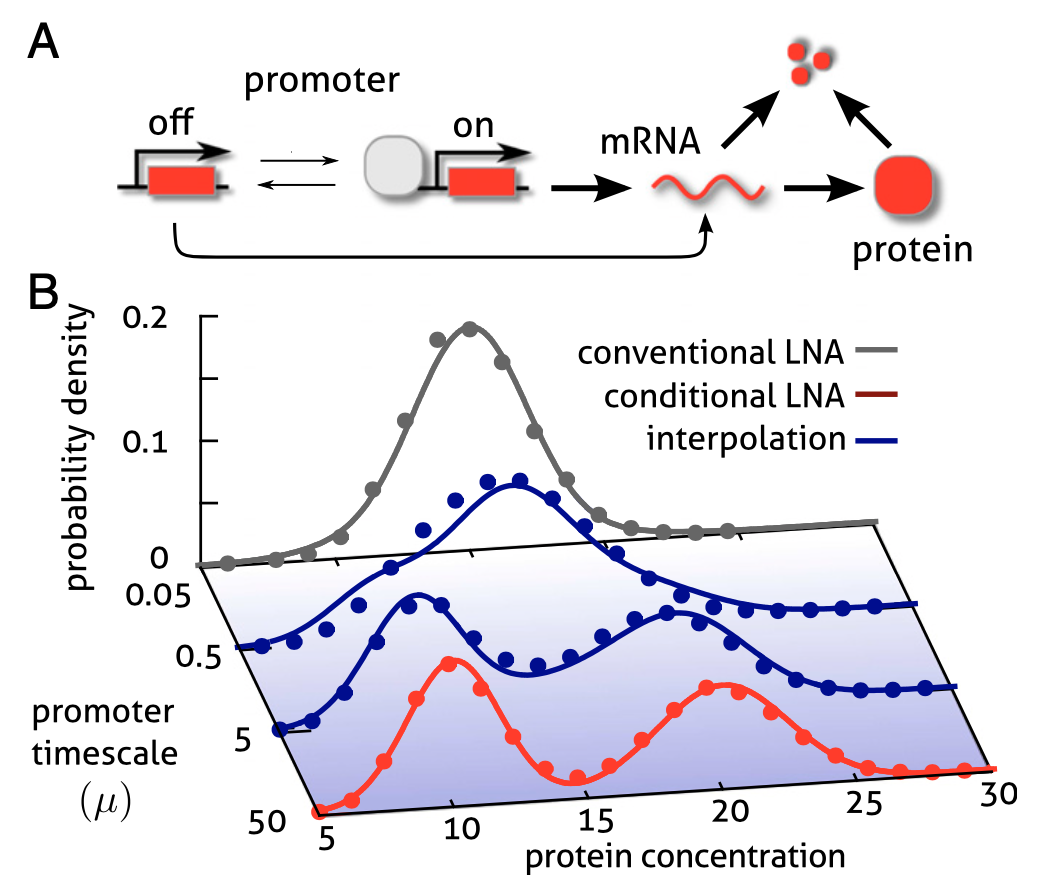 A
promoter
off
on
mRNA
protein
B
probability density
0.2
0.1
0
conventional LNA
conditional LNA
interpolation
0.05
0.5
5
50
promoter
timescale
(μ)
5
10
15
20
25
30
protein concentration